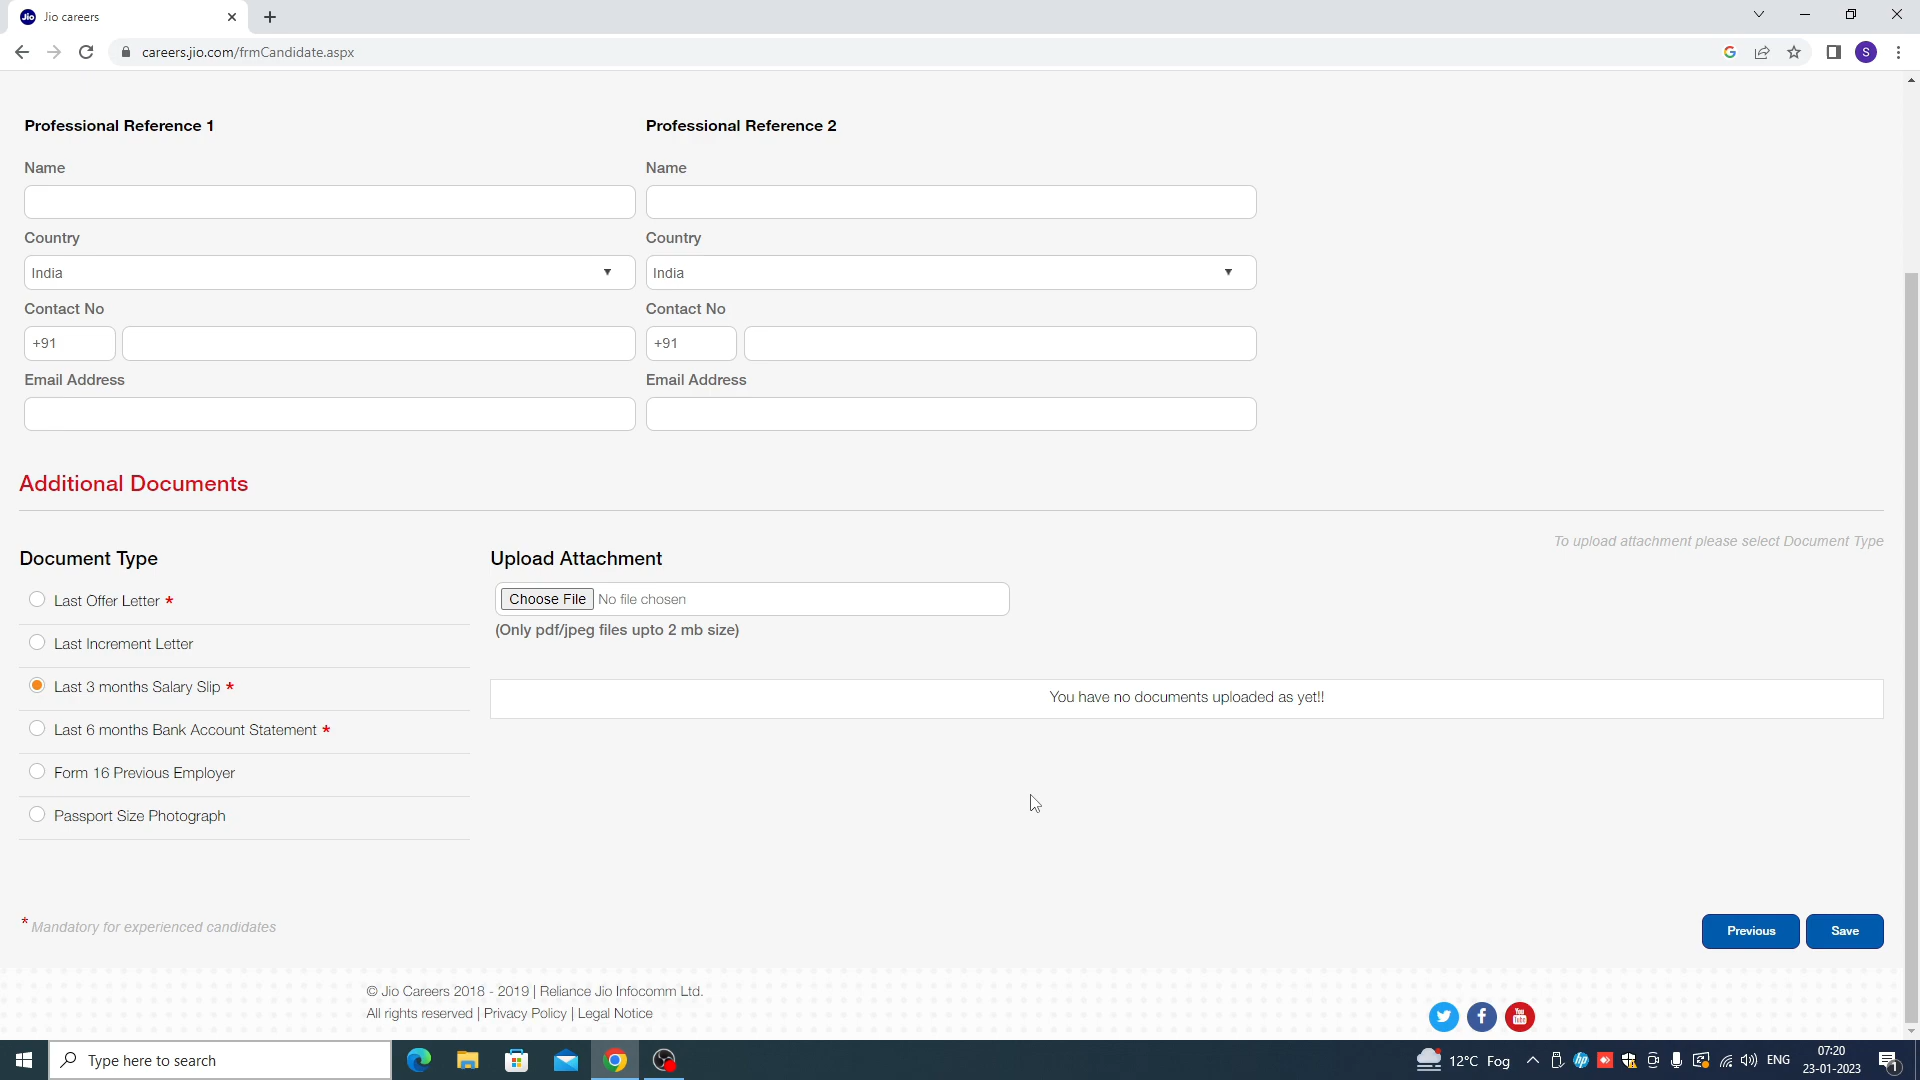 Jio
Jio careers
careers.jio.com/frmCandidate.aspx
S
Professional Reference 1
Professional Reference 2
Name
Name
Country
Country
India
India
Contact No
Contact No
+91
+91
Email Address
Email Address
Additional Documents
To upload attachment please select Document Type
Document Type
Upload Attachment
Last Offer Letter *
Choose File No file chosen
(Only pdf/jpeg files upto 2 mb size)
Last Increment Letter
Last 3 months Salary Slip *
You have no documents uploaded as yet!!
Last 6 months Bank Account Statement *
Form 16 Previous Employer
Passport Size Photograph
* Mandatory for experienced candidates
Previous
Save
© Jio Careers 2018 - 2019 | Reliance Jio Infocomm Ltd.
All rights reserved | Privacy Policy | Legal Notice
Type here to search
12°C Fog
hp
ENG
07:20
23-01-2023
1